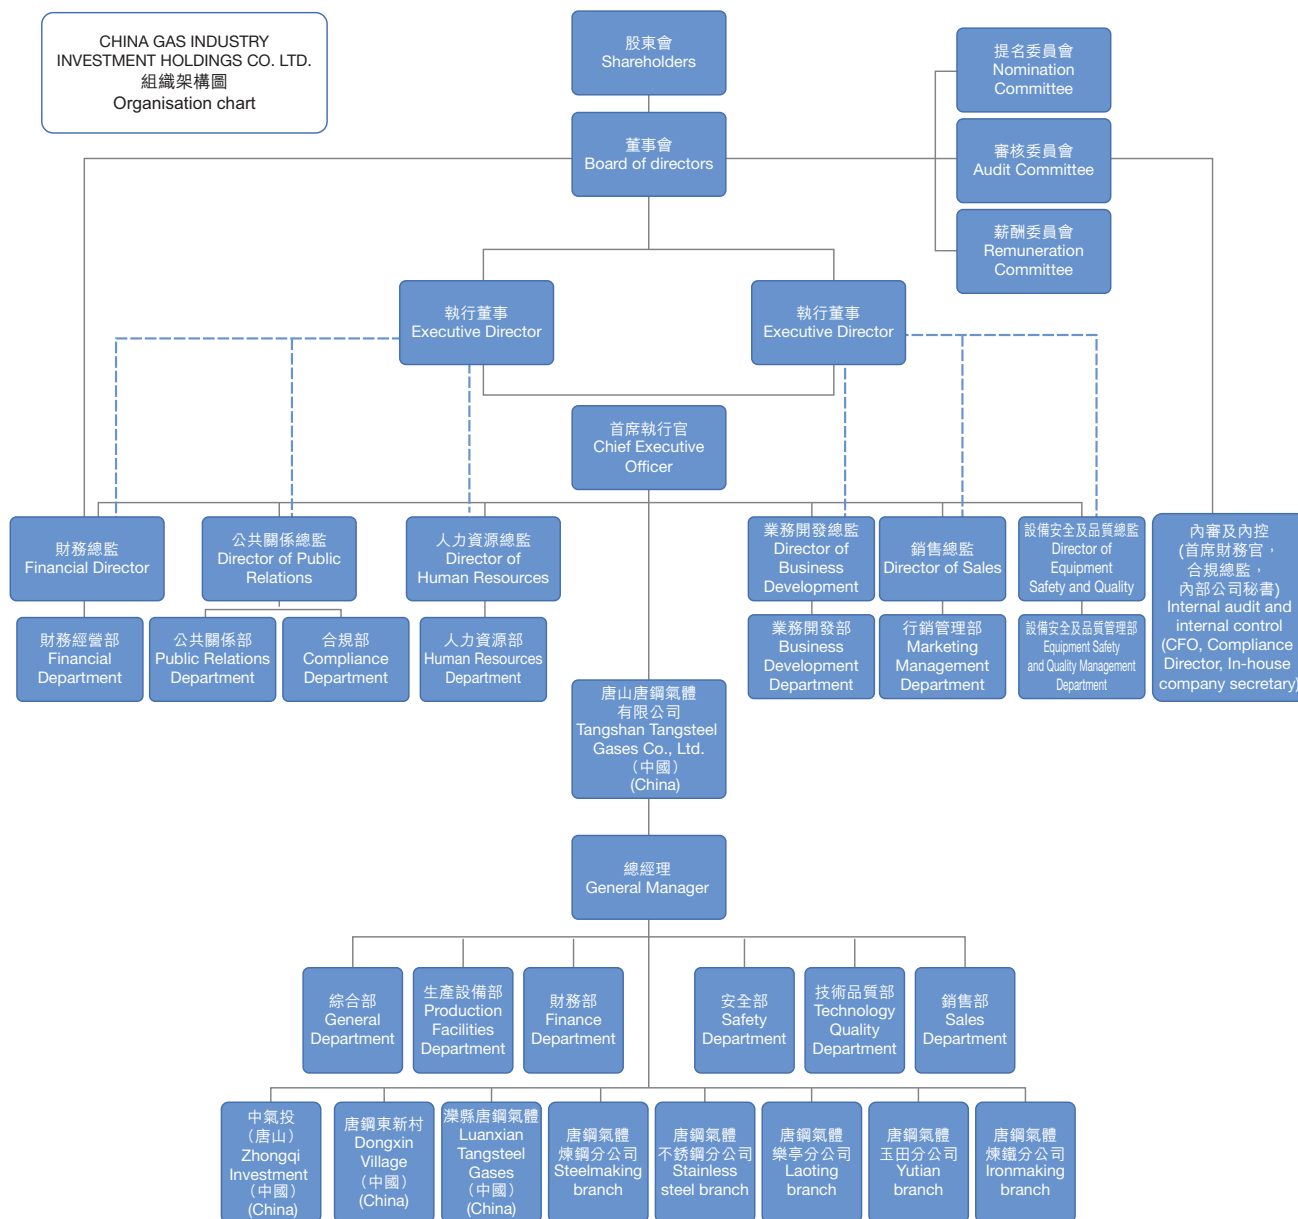 CHINA GAS INDUSTRY
INVESTMENT HOLDINGS CO. LTD.
組織架構圖
Organisation chart
股東會
Shareholders
提名委員會
Nomination
Committee
董事會
Board of directors
審核委員會
Audit Committee
薪酬委員會
Remuneration
Committee
執行董事
Executive Director
執行董事
Executive Director
首席執行官
Chief Executive
Officer
財務總監
Financial Director
公共關係總監
Director of Public
Relations
人力資源總監
Director of
Human Resources
業務開發總監
Director of
Business
Development
銷售總監
Director of Sales
設備安全及品質總監
Director of
Equipment
Safety and Quality
內審及內控
(首席財務官，
合規總監，
內部公司秘書)
Internal audit and
internal control
(CFO, Compliance
Director, In-house
company secretary)
財務經營部
Financial
Department
公共關係部
Public Relations
Department
合規部
Compliance
Department
人力資源部
Human Resources
Department
業務開發部
Business
Development
Department
行銷管理部
Marketing
Management
Department
設備安全及品質管理部
Equipment Safety
and Quality Management
Department
唐山唐鋼氣體
有限公司
Tangshan Tangsteel
Gases Co., Ltd.
（中國）
(China)
總經理
General Manager
綜合部
General
Department
生產設備部
Production
Facilities
Department
財務部
Finance
Department
安全部
Safety
Department
技術品質部
Technology
Quality
Department
銷售部
Sales
Department
中氣投
（唐山）
Zhongqi
Investment
（中國）
(China)
唐鋼東新村
Dongxin
Village
（中國）
(China)
灤縣唐鋼氣體
Luanxian
Tangsteel
Gases
（中國）
(China)
唐鋼氣體
煉鋼分公司
Steelmaking
branch
唐鋼氣體
不銹鋼分公司
Stainless
steel branch
唐鋼氣體
樂亭分公司
Laoting
branch
唐鋼氣體
玉田分公司
Yutian
branch
唐鋼氣體
煉鐵分公司
Ironmaking
branch